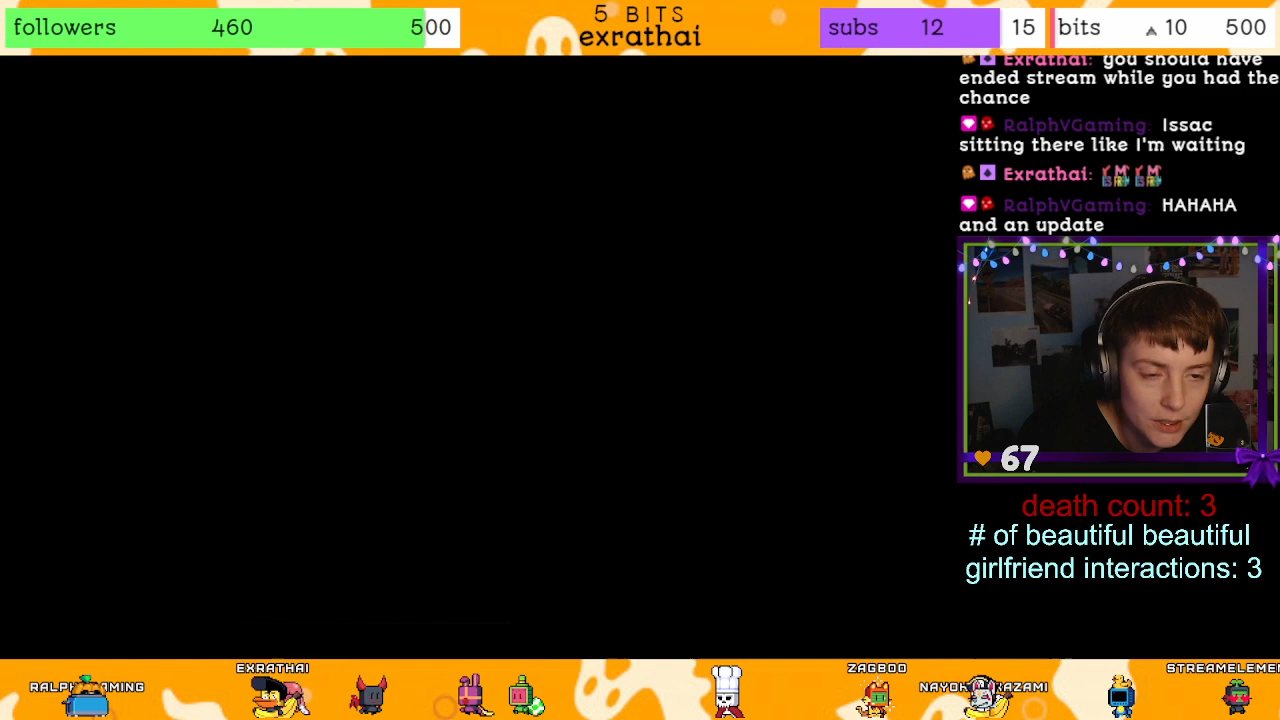 followers 460 500
5 BITS
exrathai
subs 12 15
bits 10 500
Exrathai: you should have
ended stream while you had the
chance
RalphVGaming: Issac
sitting there like I'm waiting
Exrathai:
RalphVGaming: HAHAHA
and an update
67
death count: 3
# of beautiful beautiful
girlfriend interactions: 3
EXRATHAI
ZAGBOO
STREAMELEMEN